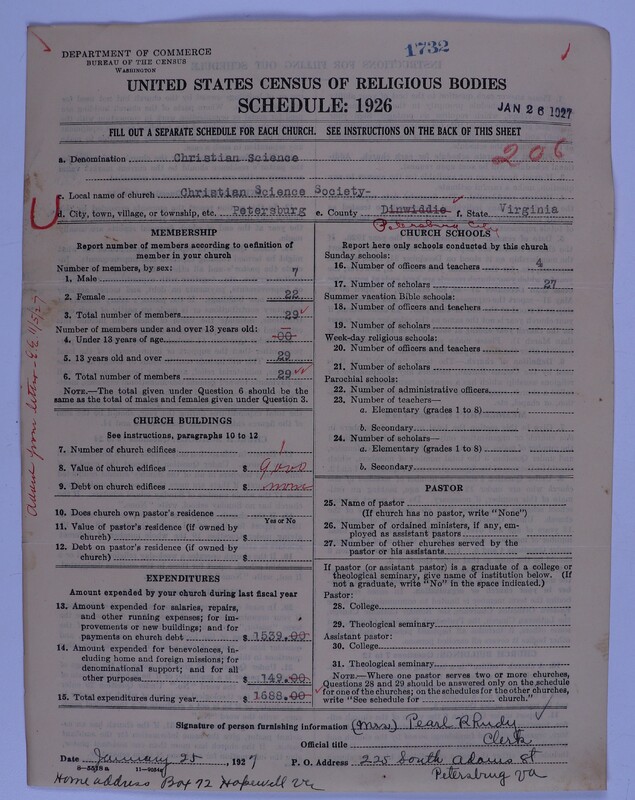 1732
DEPARTMENT OF COMMERCE
BUREAU OF THE CENSUS
WASHINGTON
UNITED STATES CENSUS OF RELIGIOUS BODIES
SCHEDULE: 1926
JAN 26 1927
FILL OUT A SEPARATE SCHEDULE FOR EACH CHURCH. SEE INSTRUCTIONS ON THE BACK OF THIS SHEET
206
a. Denomination Christian Science
c. Local name of church Christian Science Society-
d. City, town, village, or township, etc. Petersburg e. County Dinwiddie f. State Virginia
Petersburg City
MEMBERSHIP
Report number of members according to definition of member in your church
Number of members, by sex:
1. Male 7
2. Female 22
3. Total number of members 29
Number of members under and over 13 years old:
4. Under 13 years of age 00
5. 13 years old and over 29
6. Total number of members 29
NOTE.—The total given under Question 6 should be the same as the total of males and females given under Question 3.
CHURCH BUILDINGS
See instructions, paragraphs 10 to 12
7. Number of church edifices 1
8. Value of church edifices $ 9000
9. Debt on church edifices $ none
10. Does church own pastor's residence
Yes or No
11. Value of pastor's residence (if owned by church) $
12. Debt on pastor's residence (if owned by church) $
EXPENDITURES
Amount expended by your church during last fiscal year
13. Amount expended for salaries, repairs, and other running expenses; for improvements or new buildings; and for payments on church debt $ 1539.00
14. Amount expended for benevolences, including home and foreign missions; for denominational support; and for all other purposes $ 149.00
15. Total expenditures during year $ 1688.00
CHURCH SCHOOLS
Report here only schools conducted by this church
Sunday schools:
16. Number of officers and teachers 4
17. Number of scholars 27
Summer vacation Bible schools:
18. Number of officers and teachers
19. Number of scholars
Week-day religious schools:
20. Number of officers and teachers
21. Number of scholars
Parochial schools:
22. Number of administrative officers
23. Number of teachers—
a. Elementary (grades 1 to 8)
b. Secondary
24. Number of scholars—
a. Elementary (grades 1 to 8)
b. Secondary
PASTOR
25. Name of pastor
(If church has no pastor, write "None")
26. Number of ordained ministers, if any, employed as assistant pastors
27. Number of other churches served by the pastor or his assistants
If pastor (or assistant pastor) is a graduate of a college or theological seminary, give name of institution below. (If not a graduate, write "No" in the space indicated.)
Pastor:
28. College
29. Theological seminary
Assistant pastor:
30. College
31. Theological seminary
NOTE.—Where one pastor serves two or more churches, Questions 28 and 29 should be answered only on the schedule for one of the churches; on the schedules for the other churches, write "See schedule for church."
Signature of person furnishing information (Mrs) Pearl R Rhudy
Official title Clerk
Date January 25, 1927 P. O. Address 225 South Adams St
Petersburg Va
8—5518a 11—9204
Home address Box 72 Hopewell Va
Added from letter - 11/5/27